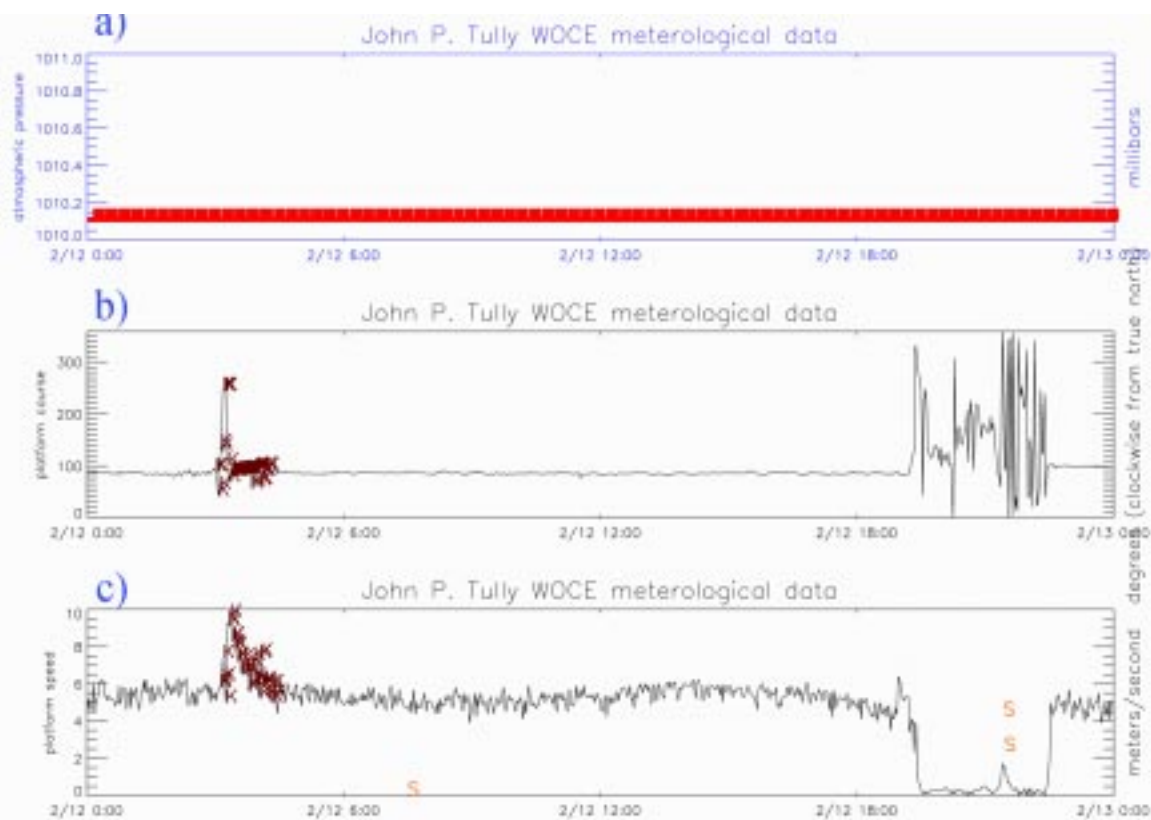 a)
John P. Tully WOCE meterological data
1011.0
1010.8
1010.6
1010.4
1010.2
1010.0
atmospheric pressure
millibars
2/12 0:00 2/12 6:00 2/12 12:00 2/12 18:00 2/13 0:00
b)
John P. Tully WOCE meterological data
300
200
100
0
platform course
degrees (clockwise from true north)
K
2/12 0:00 2/12 6:00 2/12 12:00 2/12 18:00 2/13 0:00
c)
John P. Tully WOCE meterological data
10
8
6
4
2
0
platform speed
meters/second
K
S
S
S
2/12 0:00 2/12 6:00 2/12 12:00 2/12 18:00 2/13 0:00